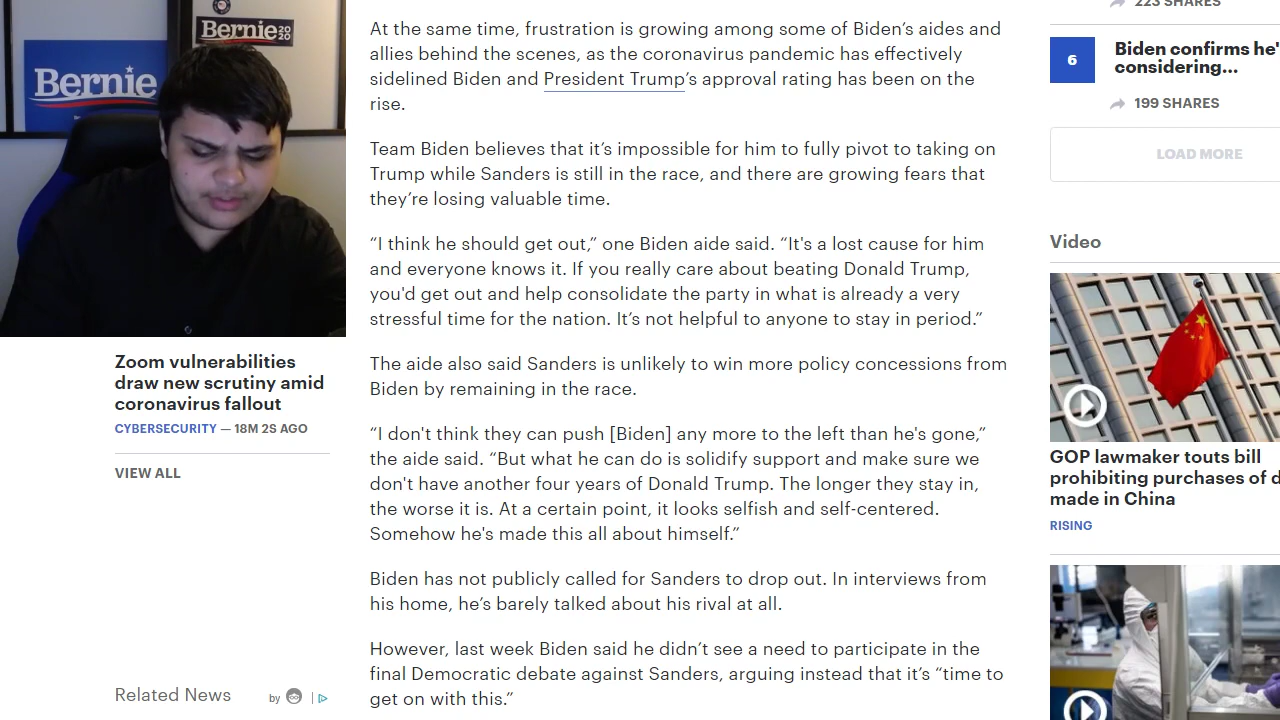 Bernie
2020
Bernie
At the same time, frustration is growing among some of Biden's aides and
allies behind the scenes, as the coronavirus pandemic has effectively
sidelined Biden and President Trump's approval rating has been on the
rise.
Team Biden believes that it's impossible for him to fully pivot to taking on
Trump while Sanders is still in the race, and there are growing fears that
they're losing valuable time.
“I think he should get out,” one Biden aide said. “It's a lost cause for him
and everyone knows it. If you really care about beating Donald Trump,
you'd get out and help consolidate the party in what is already a very
stressful time for the nation. It's not helpful to anyone to stay in period.”
The aide also said Sanders is unlikely to win more policy concessions from
Biden by remaining in the race.
“I don't think they can push [Biden] any more to the left than he's gone,”
the aide said. “But what he can do is solidify support and make sure we
don't have another four years of Donald Trump. The longer they stay in,
the worse it is. At a certain point, it looks selfish and self-centered.
Somehow he's made this all about himself.”
Biden has not publicly called for Sanders to drop out. In interviews from
his home, he's barely talked about his rival at all.
However, last week Biden said he didn't see a need to participate in the
final Democratic debate against Sanders, arguing instead that it's “time to
get on with this.”
Zoom vulnerabilities
draw new scrutiny amid
coronavirus fallout
CYBERSECURITY — 18M 2S AGO
VIEW ALL
Related News
by
223 SHARES
6
Biden confirms he'
considering...
199 SHARES
LOAD MORE
Video
GOP lawmaker touts bill
prohibiting purchases of d
made in China
RISING